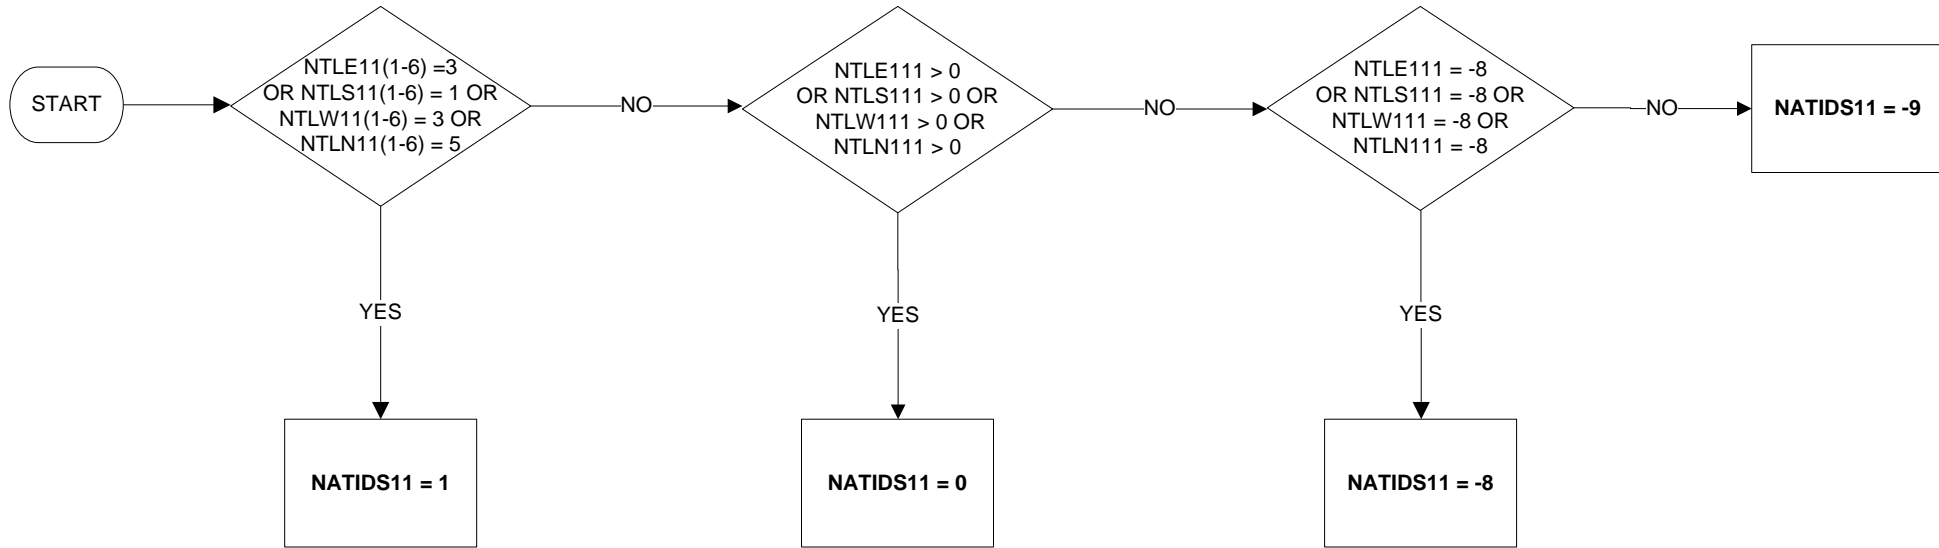 START
NTLE11(1-6) =3
OR NTLS11(1-6) = 1 OR
NTLW11(1-6) = 3 OR
NTLN11(1-6) = 5
NO
NTLE111 > 0
OR NTLS111 > 0 OR
NTLW111 > 0 OR
NTLN111 > 0
NO
NTLE111 = -8
OR NTLS111 = -8 OR
NTLW111 = -8 OR
NTLN111 = -8
NO
NATIDS11 = -9
YES
YES
YES
NATIDS11 = 1
NATIDS11 = 0
NATIDS11 = -8